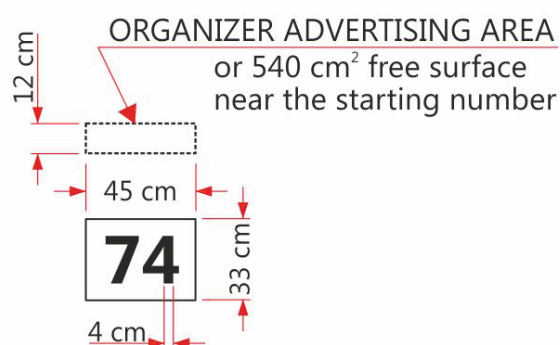 ORGANIZER ADVERTISING AREA
or 540 cm² free surface
near the starting number
12 cm
45 cm
74
33 cm
4 cm